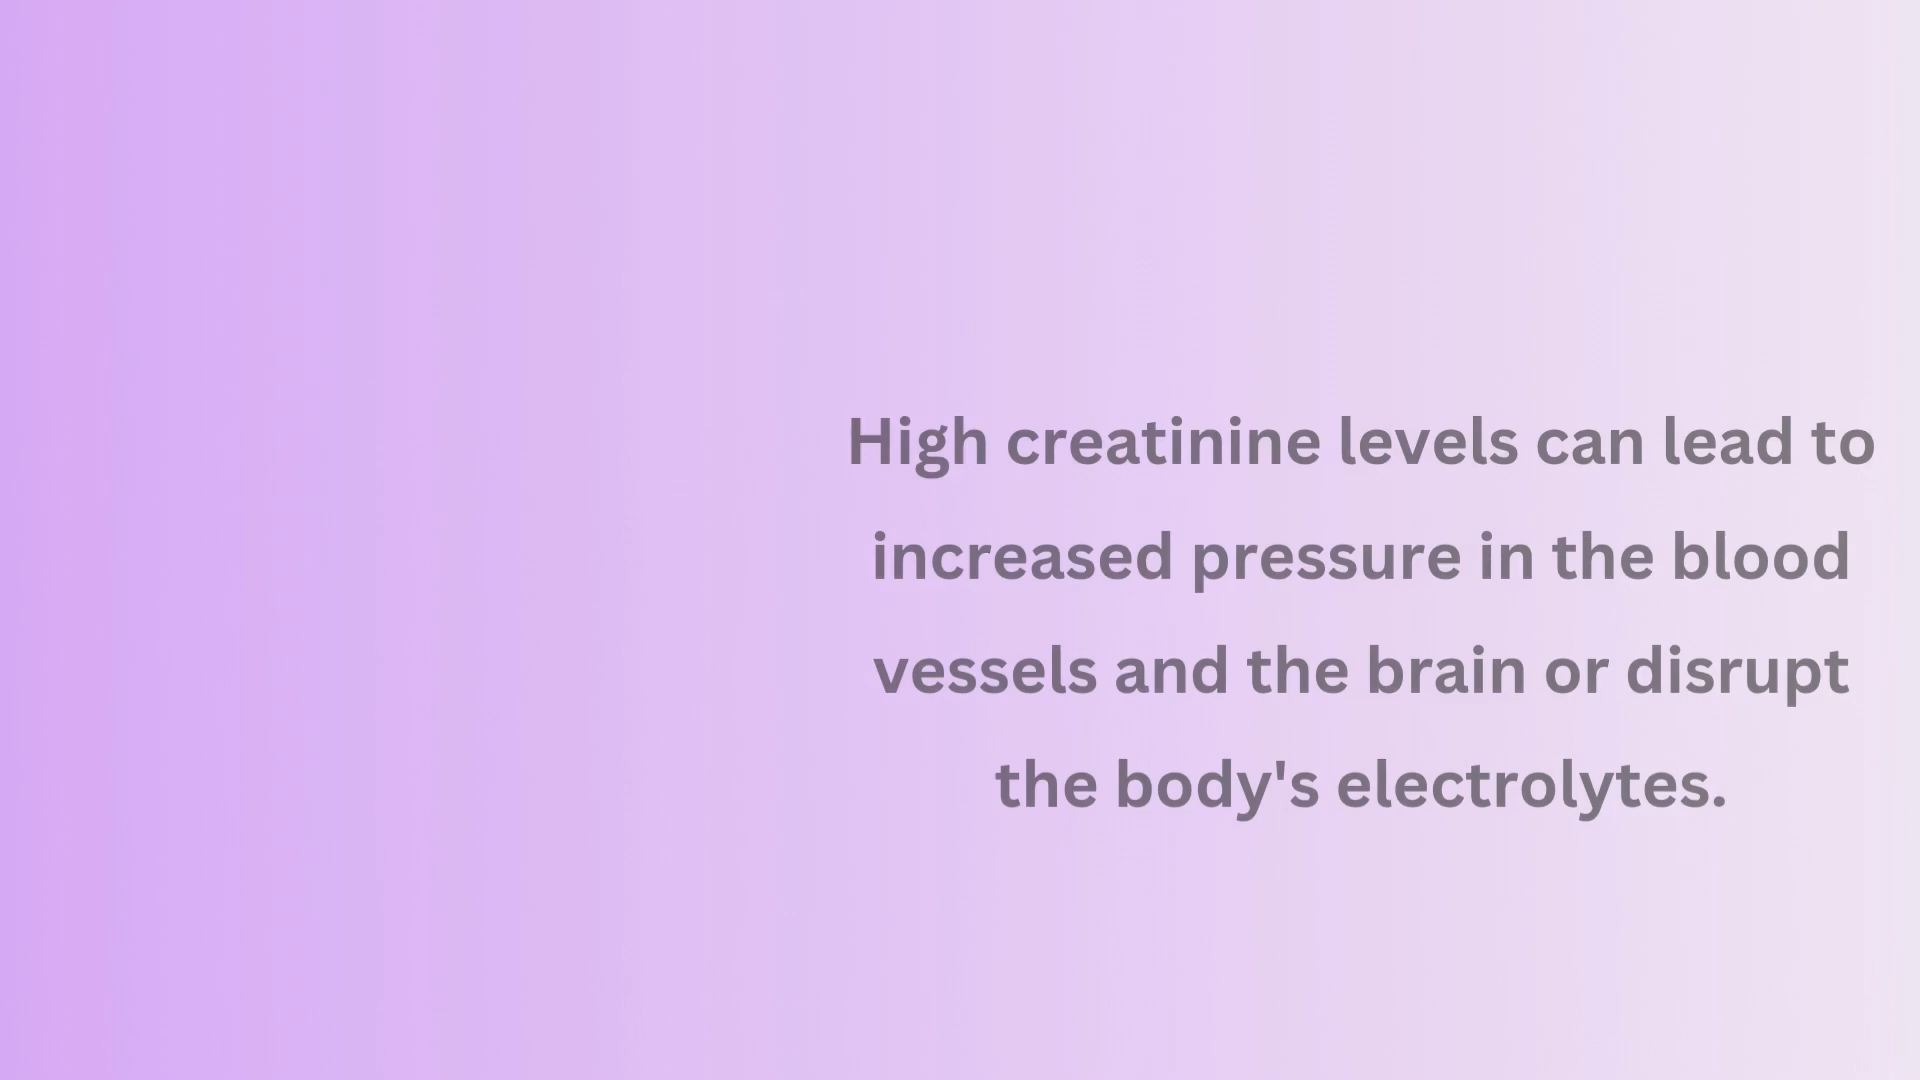 High creatinine levels can lead to
increased pressure in the blood
vessels and the brain or disrupt
the body's electrolytes.